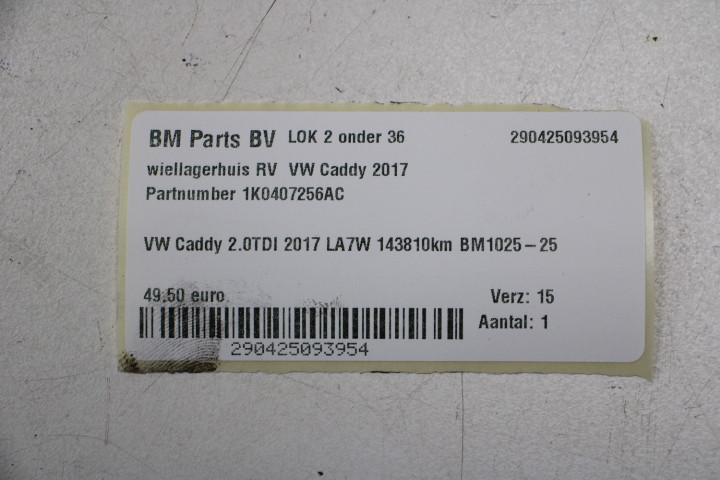 BM Parts BV LOK 2 onder 36 290425093954
wiellagerhuis RV VW Caddy 2017
Partnumber 1K0407256AC
VW Caddy 2.0TDI 2017 LA7W 143810km BM1025-25
49.50 euro Verz: 15
Aantal: 1
290425093954